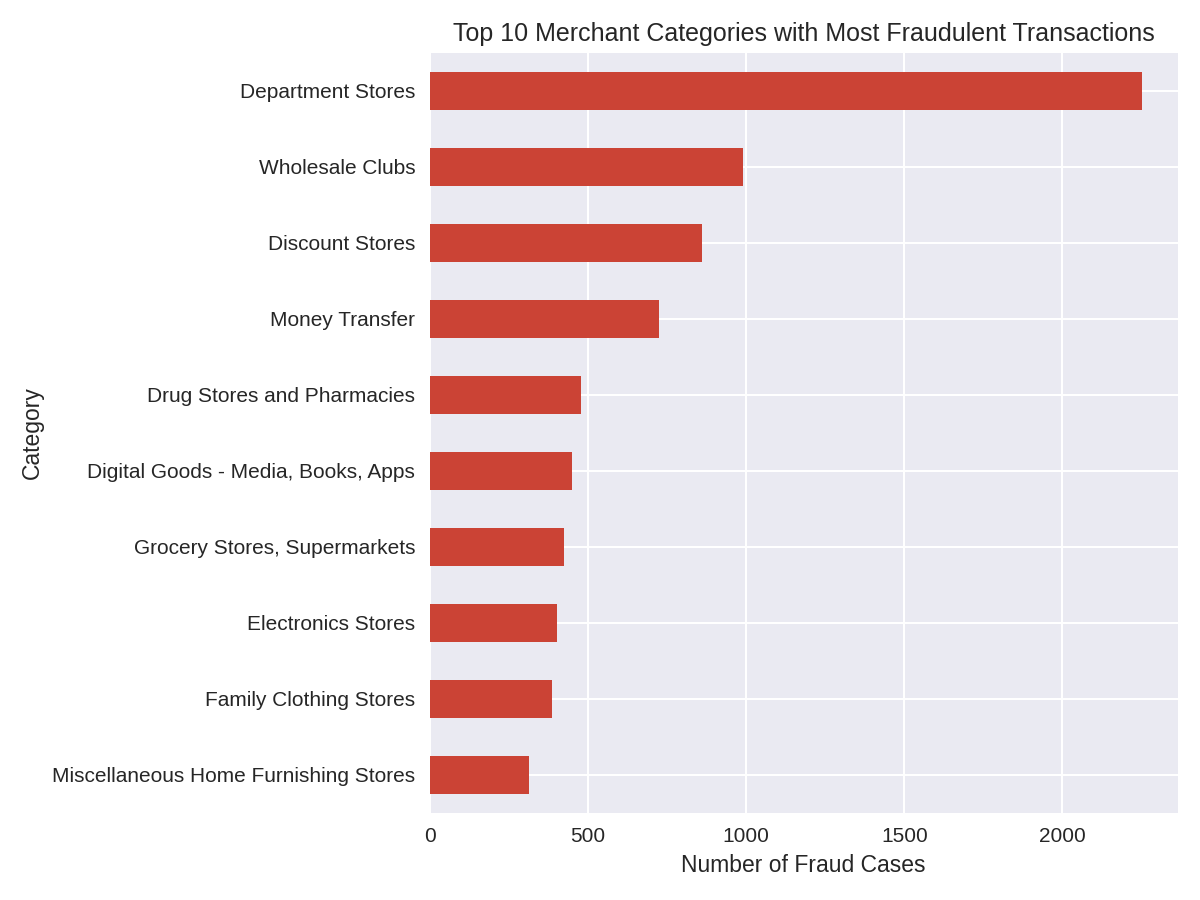 Top 10 Merchant Categories with Most Fraudulent Transactions
Category
Department Stores
Wholesale Clubs
Discount Stores
Money Transfer
Drug Stores and Pharmacies
Digital Goods - Media, Books, Apps
Grocery Stores, Supermarkets
Electronics Stores
Family Clothing Stores
Miscellaneous Home Furnishing Stores
0 500 1000 1500 2000
Number of Fraud Cases